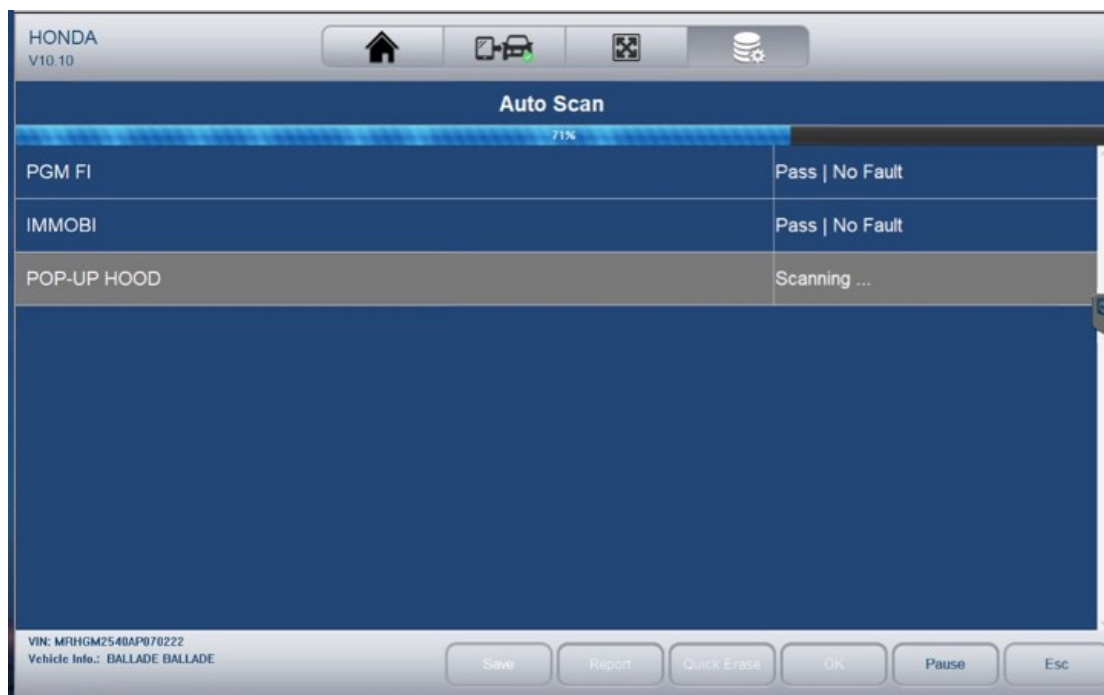 HONDA
V10.10
Auto Scan
71%
PGM FI Pass | No Fault
IMMOBI Pass | No Fault
POP-UP HOOD Scanning ...
VIN: MRHGM2540AP070222
Vehicle Info.: BALLADE BALLADE
Save Report Quick Erase OK Pause Esc